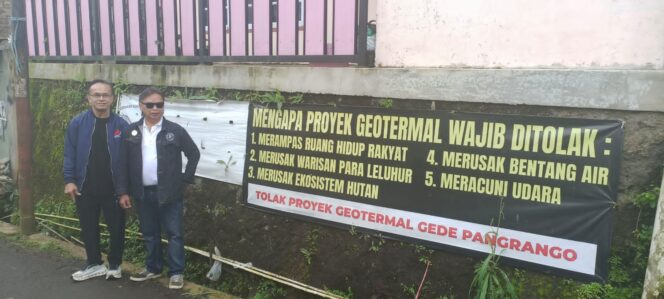 MENGAPA PROYEK GEOTERMAL WAJIB DITOLAK :
1. MERAMPAS RUANG HIDUP RAKYAT
2. MERUSAK WARISAN PARA LELUHUR
3. MERUSAK EKOSISTEM HUTAN
4. MERUSAK BENTANG AIR
5. MERACUNI UDARA
TOLAK PROYEK GEOTERMAL GEDE PANGRANGO